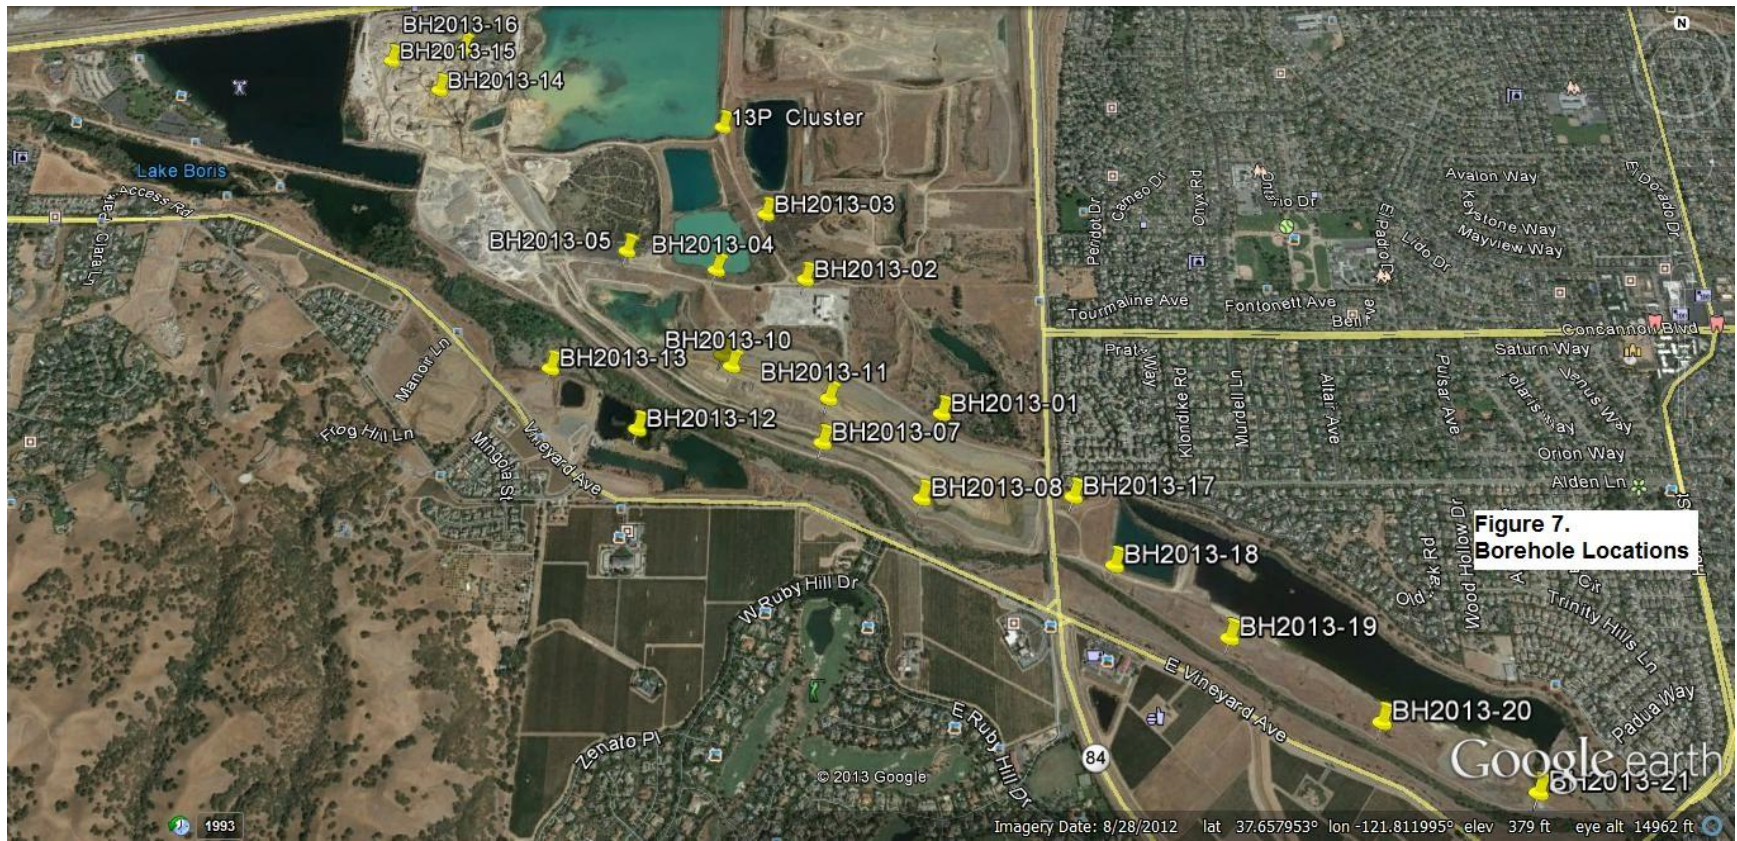 BH2013-16
BH2013-15
BH2013-14
13P Cluster
Lake Boris
Access Rd
Clara Ln
BH2013-03
BH2013-05
BH2013-04
BH2013-02
Peridot Dr
Cameo Dr
Onyx Rd
El Padro Dr
Avalon Way
Keystone Way
Mayview Way
Lido Dr
El Dorado Dr
Tourmaline Ave
Fontonett Ave
Bell Ave
Concannon Blvd
Saturn Way
Manoir Ln
BH2013-13
BH2013-10
BH2013-11
BH2013-01
BH2013-12
BH2013-07
Way
Klondike Rd
Murdell Ln
Altair Ave
Pulsar Ave
Venus Way
Orion Way
Alden Ln
Frog Hill Ln
Mingoia St
Vineyard Ave
BH2013-08
BH2013-17
BH2013-18
Figure 7.
Borehole Locations
Wood Hollow Dr
Trinity Hills Ln
W Ruby Hill Dr
BH2013-19
E Vineyard Ave
BH2013-20
Padua Way
Zenato Pl
E Ruby Hill Dr
84
Google earth
BH2013-21
© 2013 Google
N
1993
Imagery Date: 8/28/2012 lat 37.657953° lon -121.811995° elev 379 ft eye alt 14962 ft